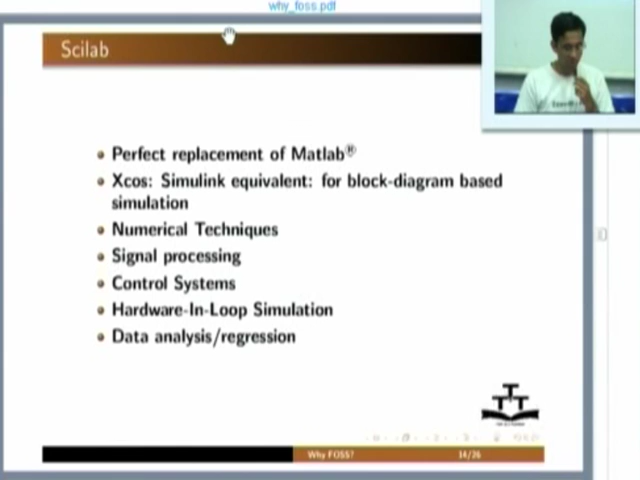 why_foss.pdf
Scilab
Perfect replacement of Matlab®
Xcos: Simulink equivalent: for block-diagram based
simulation
Numerical Techniques
Signal processing
Control Systems
Hardware-In-Loop Simulation
Data analysis/regression
TTT
Why FOSS?
14/26